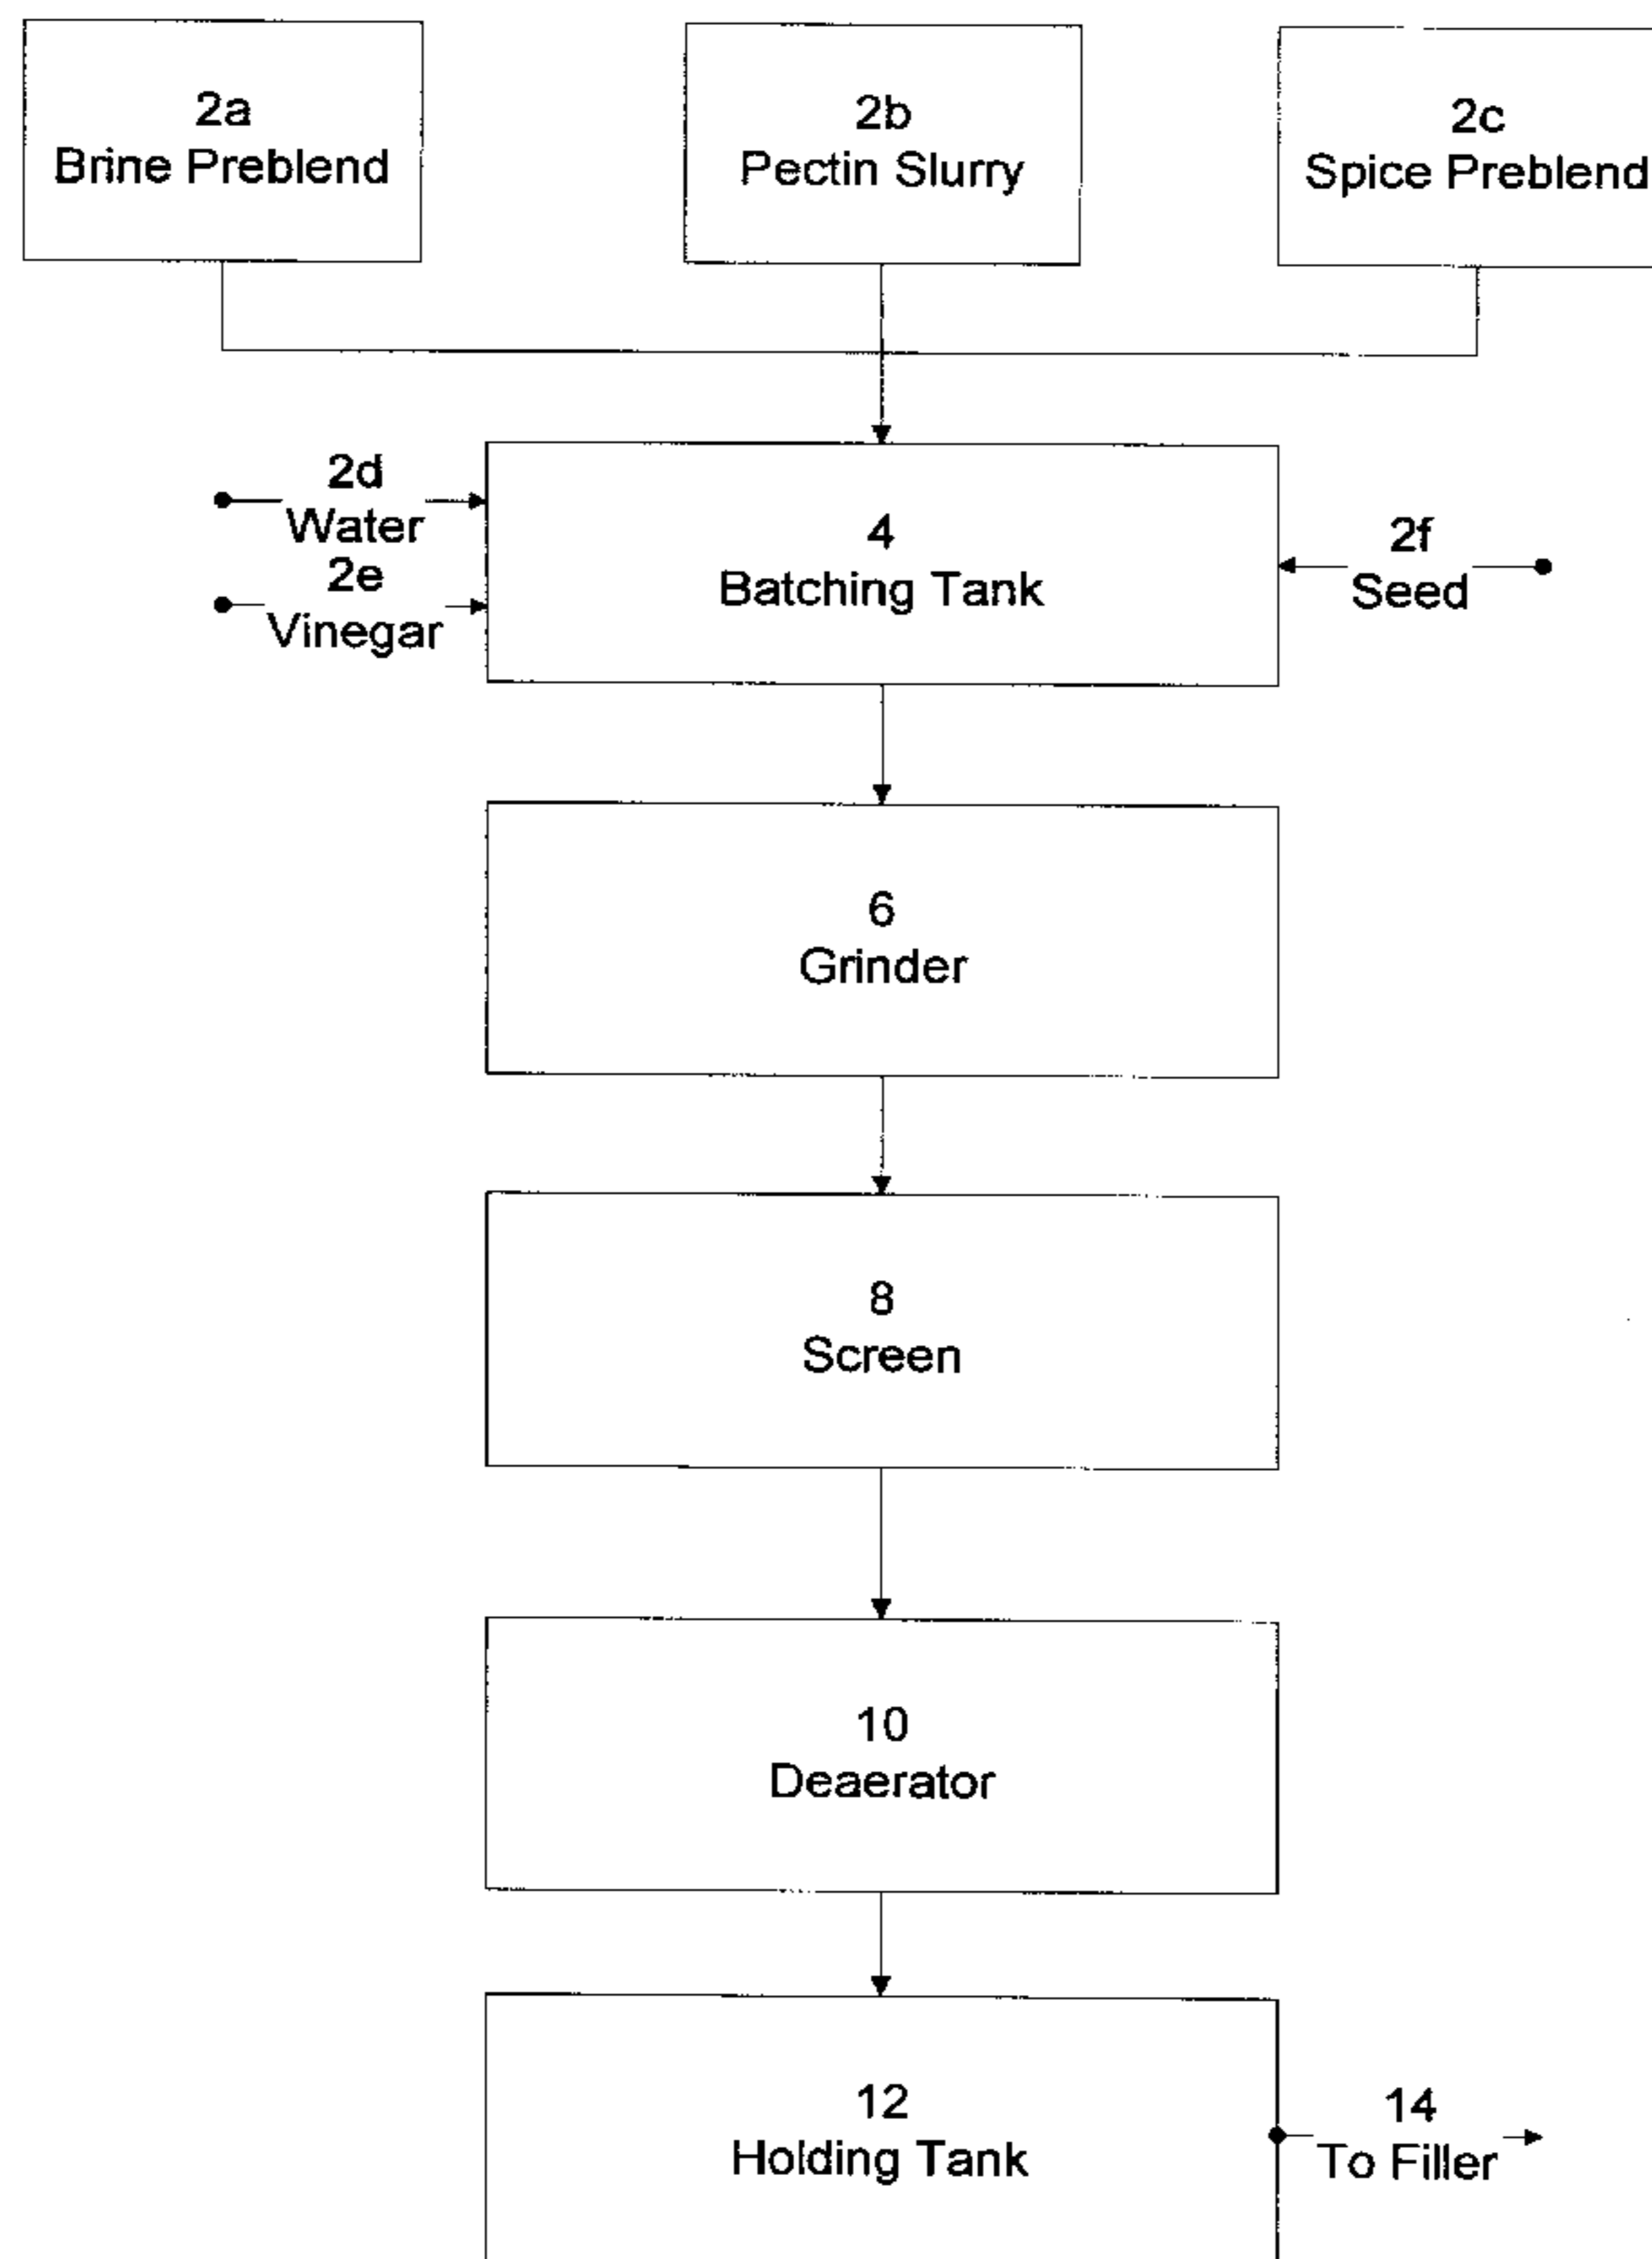 2a
Brine Preblend
2b
Pectin Slurry
2c
Spice Preblend
2d
Water
2e
Vinegar
4
Batching Tank
2f
Seed
6
Grinder
8
Screen
10
Deaerator
12
Holding Tank
14
To Filler